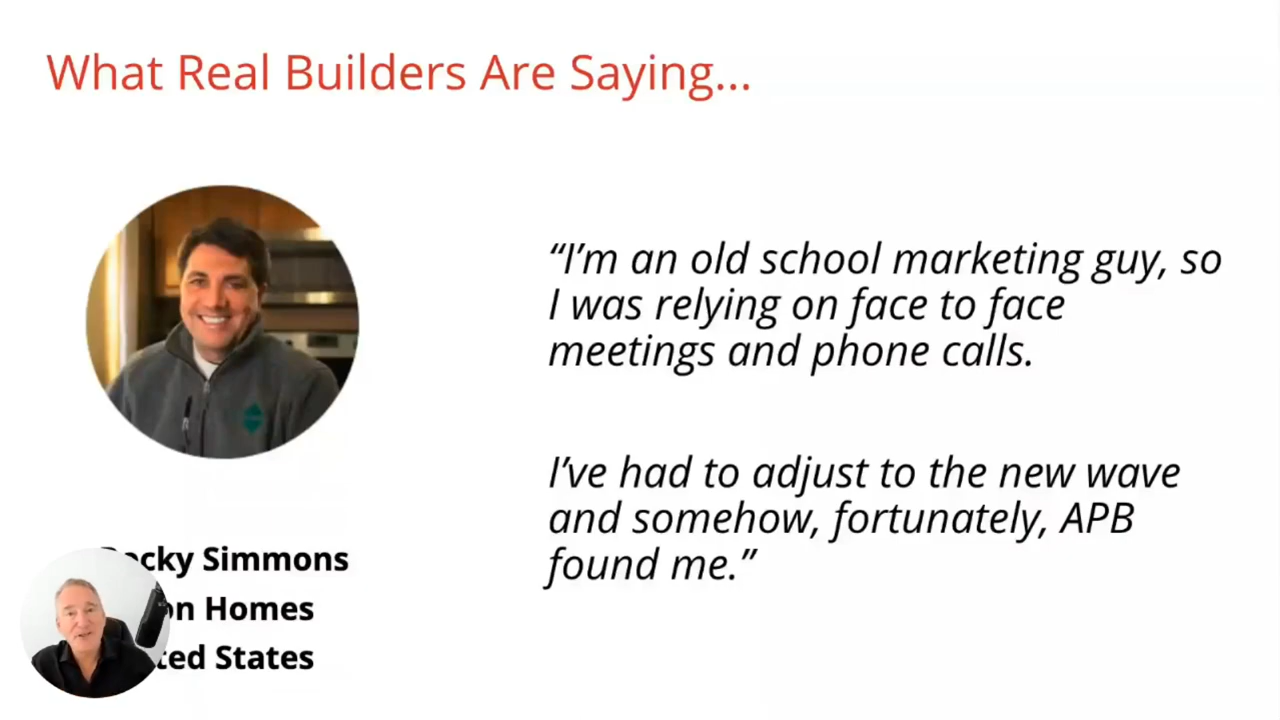 What Real Builders Are Saying...
“I’m an old school marketing guy, so
I was relying on face to face
meetings and phone calls.
I’ve had to adjust to the new wave
and somehow, fortunately, APB
found me.”
Simmons
Homes
States